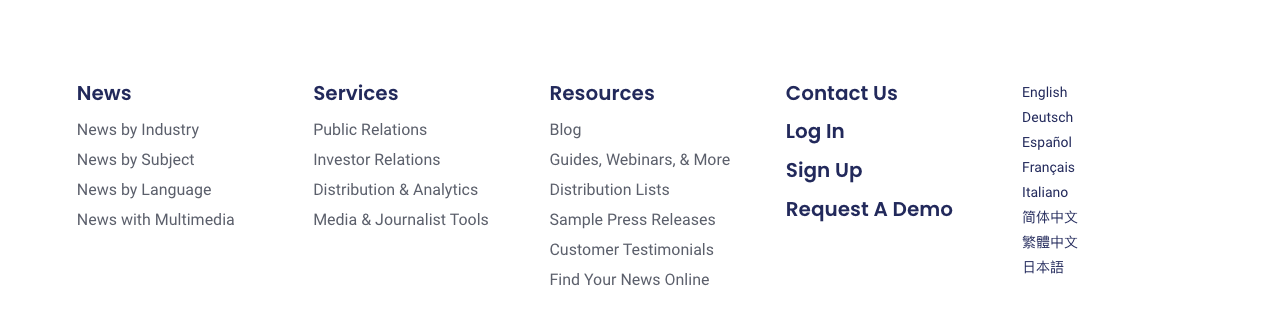 News
News by Industry
News by Subject
News by Language
News with Multimedia
Services
Public Relations
Investor Relations
Distribution & Analytics
Media & Journalist Tools
Resources
Blog
Guides, Webinars, & More
Distribution Lists
Sample Press Releases
Customer Testimonials
Find Your News Online
Contact Us
Log In
Sign Up
Request A Demo
English
Deutsch
Español
Français
Italiano
简体中文
繁體中文
日本語